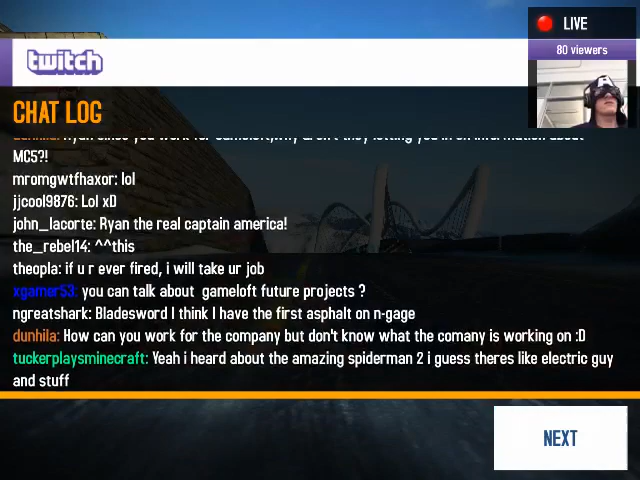 LIVE
80 viewers
twitch
CHAT LOG
MC5?!
mromgwtfhaxor: lol
jjcool9876: Lol xD
john_lacorte: Ryan the real captain america!
the_rebel14: ^^this
theopla: if u r ever fired, i will take ur job
xgamer53: you can talk about gameloft future projects ?
ngreatshark: Bladesword I think I have the first asphalt on n-gage
dunhila: How can you work for the company but don't know what the comany is working on :D
tuckerplaysminecraft: Yeah i heard about the amazing spiderman 2 i guess theres like electric guy
and stuff
NEXT